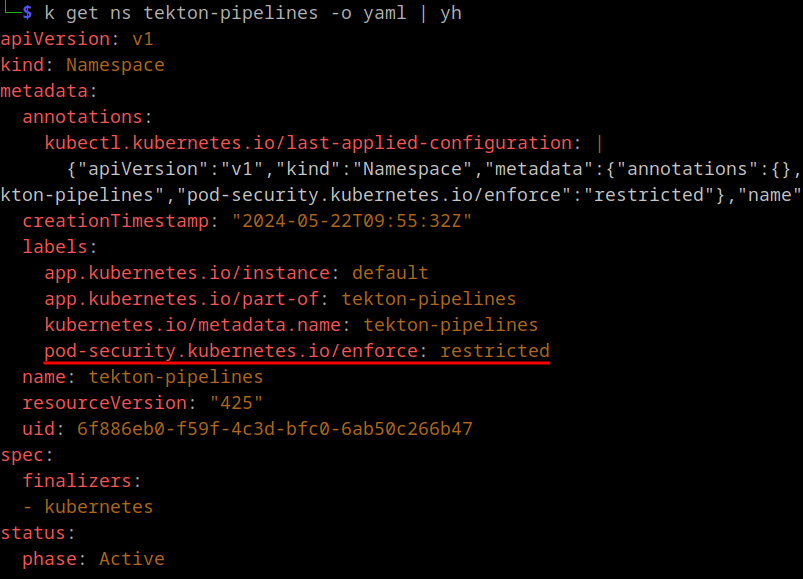 $ k get ns tekton-pipelines -o yaml | yh
apiVersion: v1
kind: Namespace
metadata:
  annotations:
    kubectl.kubernetes.io/last-applied-configuration: |
      {"apiVersion":"v1","kind":"Namespace","metadata":{"annotations":{},
kton-pipelines","pod-security.kubernetes.io/enforce":"restricted"},"name"
  creationTimestamp: "2024-05-22T09:55:32Z"
  labels:
    app.kubernetes.io/instance: default
    app.kubernetes.io/part-of: tekton-pipelines
    kubernetes.io/metadata.name: tekton-pipelines
    pod-security.kubernetes.io/enforce: restricted
  name: tekton-pipelines
  resourceVersion: "425"
  uid: 6f886eb0-f59f-4c3d-bfc0-6ab50c266b47
spec:
  finalizers:
  - kubernetes
status:
  phase: Active